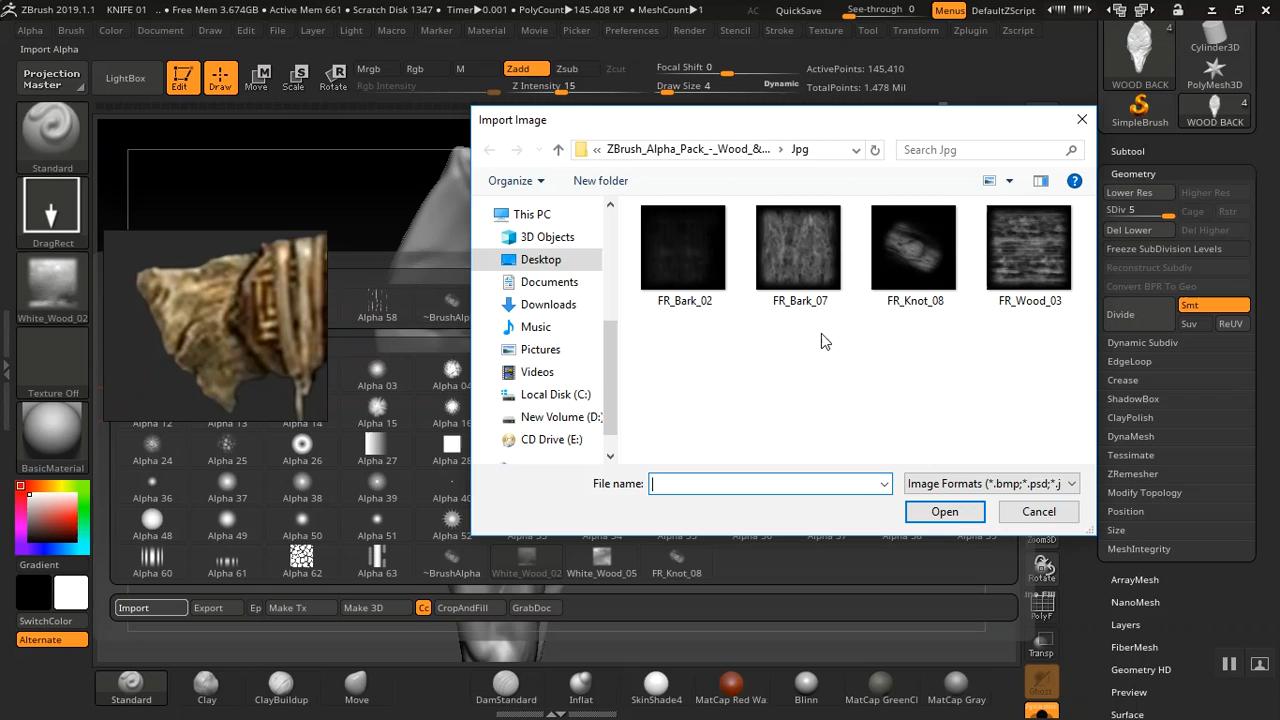 ZBrush 2019.1.1 KNIFE 01 .. • Free Mem 3.674GB • Active Mem 661 • Scratch Disk 1347 .. • Timer▶0.001 • PolyCount▶145.408 KP • MeshCount▶1 AC QuickSave See-through 0 Menus DefaultZScript
Alpha Brush Color Document Draw Edit File Layer Light Macro Marker Material Movie Picker Preferences Render Stencil Stroke Texture Tool Transform Zplugin Zscript
Import Alpha
Projection Master LightBox Edit Draw Move Scale Rotate Mrgb Rgb M Zadd Zsub Zcut Focal Shift 0 ActivePoints: 145,410
Rgb Intensity Z Intensity 15 Draw Size 4 Dynamic TotalPoints: 1.478 Mil
4
WOOD BACK Cylinder3D
PolyMesh3D
SimpleBrush WOOD BACK 4
Import Image
« ZBrush_Alpha_Pack_-_Wood_&... › Jpg Search Jpg
Organize New folder
This PC
3D Objects
Desktop
Documents
Downloads
Music
Pictures
Videos
Local Disk (C:)
New Volume (D:)
CD Drive (E:)
FR_Bark_02 FR_Bark_07 FR_Knot_08 FR_Wood_03
File name: Image Formats (*.bmp;*.psd;*.j
Open Cancel
Standard
DragRect
White_Wood_02
Texture Off
BasicMaterial
Gradient
SwitchColor
Alternate
Alpha 58 ~BrushAlp
Alpha 03 Alpha 04
Alpha 12 Alpha 13 Alpha 14 Alpha 15 Alpha 16
Alpha 24 Alpha 25 Alpha 26 Alpha 27 Alpha 28
Alpha 36 Alpha 37 Alpha 38 Alpha 39 Alpha 40
Alpha 48 Alpha 49 Alpha 50 Alpha 51 Alpha 52
Alpha 60 Alpha 61 Alpha 62 Alpha 63 ~BrushAlpha White_Wood_02 White_Wood_05 FR_Knot_08
Import Export Ep Make Tx Make 3D Cc CropAndFill GrabDoc
Standard Clay ClayBuildup Move DamStandard Inflat SkinShade4 MatCap Red Wa Blinn MatCap GreenCl MatCap Gray
Subtool
Geometry
Lower Res Higher Res
SDiv 5 Cage Rstr
Del Lower Del Higher
Freeze SubDivision Levels
Reconstruct Subdiv
Convert BPR To Geo
Divide Smt
Suv ReUV
Dynamic Subdiv
EdgeLoop
Crease
ShadowBox
ClayPolish
DynaMesh
Tessimate
ZRemesher
Modify Topology
Position
Size
MeshIntegrity
ArrayMesh
NanoMesh
Layers
FiberMesh
Geometry HD
Preview
Surface
Zoom3D
Rotate
PolyF
Transp
Ghost